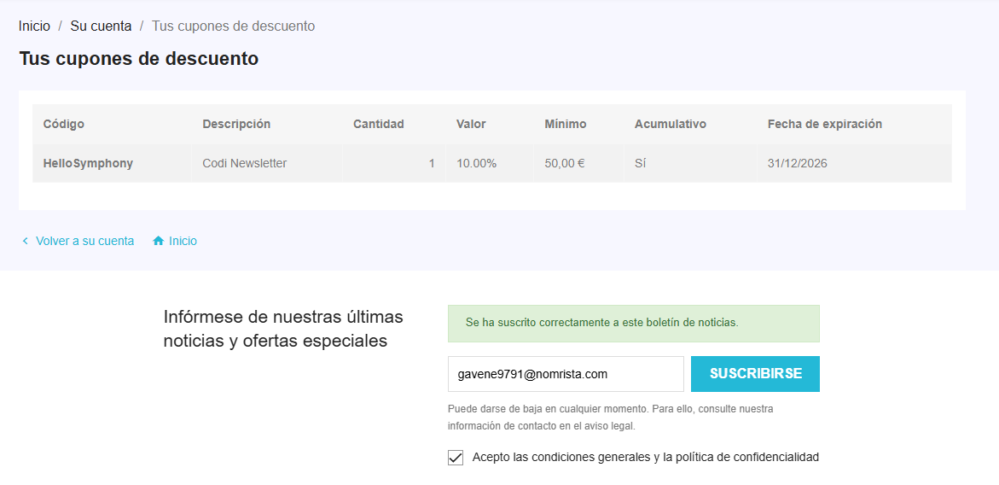 Inicio / Su cuenta / Tus cupones de descuento
Tus cupones de descuento
Código Descripción Cantidad Valor Mínimo Acumulativo Fecha de expiración
HelloSymphony Codi Newsletter 1 10.00% 50,00 € Sí 31/12/2026
Volver a su cuenta Inicio
Infórmese de nuestras últimas
noticias y ofertas especiales
Se ha suscrito correctamente a este boletín de noticias.
gavene9791@nomrista.com SUSCRIBIRSE
Puede darse de baja en cualquier momento. Para ello, consulte nuestra
información de contacto en el aviso legal.
Acepto las condiciones generales y la política de confidencialidad